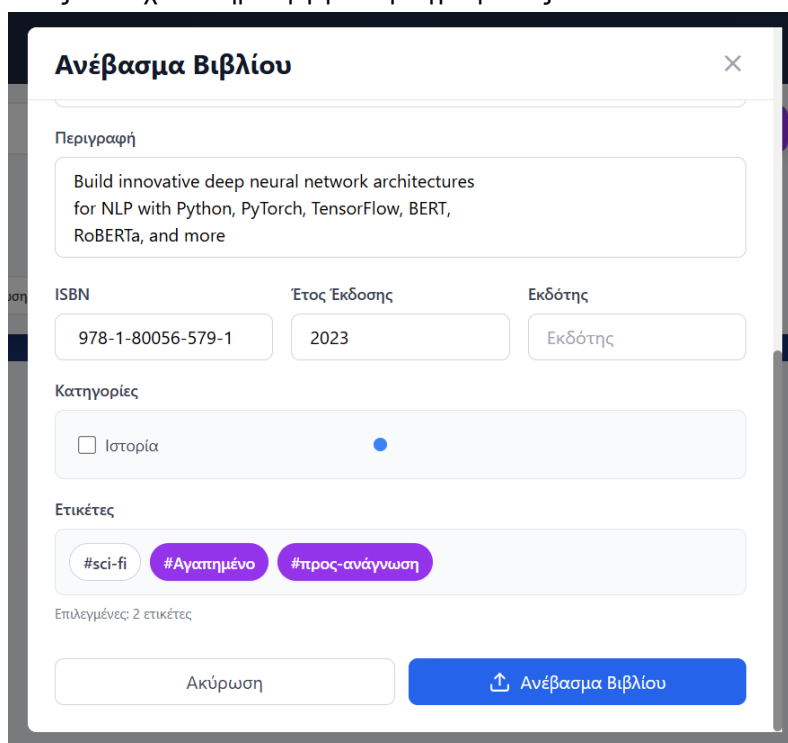 Ανέβασμα Βιβλίου
Περιγραφή
Build innovative deep neural network architectures
for NLP with Python, PyTorch, TensorFlow, BERT,
RoBERTa, and more
ISBN Έτος Έκδοσης Εκδότης
978-1-80056-579-1 2023 Εκδότης
Κατηγορίες
Ιστορία
Ετικέτες
#sci-fi #Αγαπημένο #προς-ανάγνωση
Επιλεγμένες: 2 ετικέτες
Ακύρωση Ανέβασμα Βιβλίου